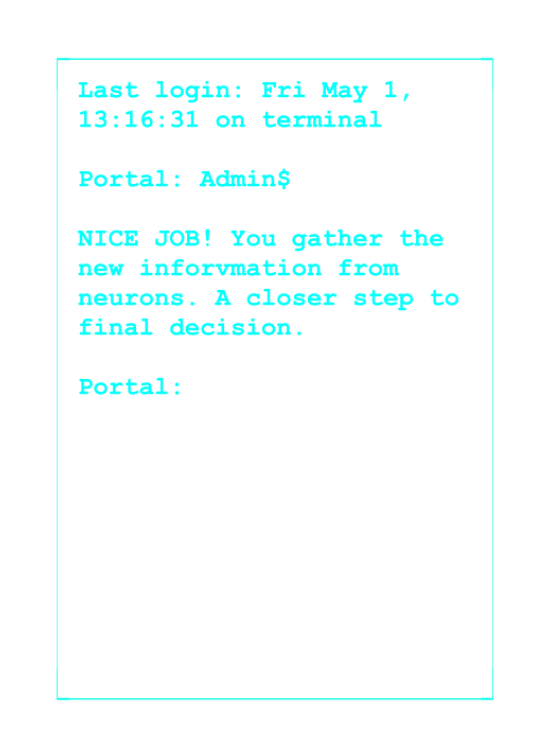 Last login: Fri May 1,
13:16:31 on terminal
Portal: Admin$
NICE JOB! You gather the
new inforvmation from
neurons. A closer step to
final decision.
Portal: